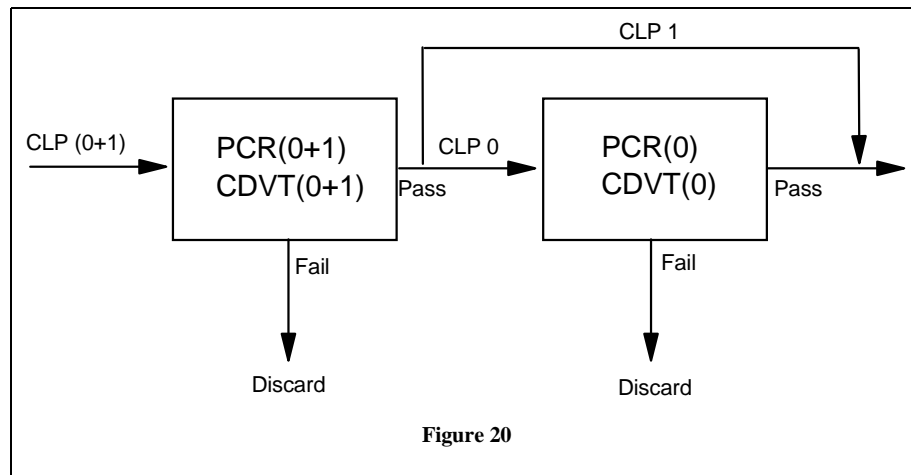 CLP 1
CLP (0+1)
PCR(0+1)
CDVT(0+1)
CLP 0
Pass
PCR(0)
CDVT(0)
Pass
Fail
Fail
Discard
Discard
Figure 20